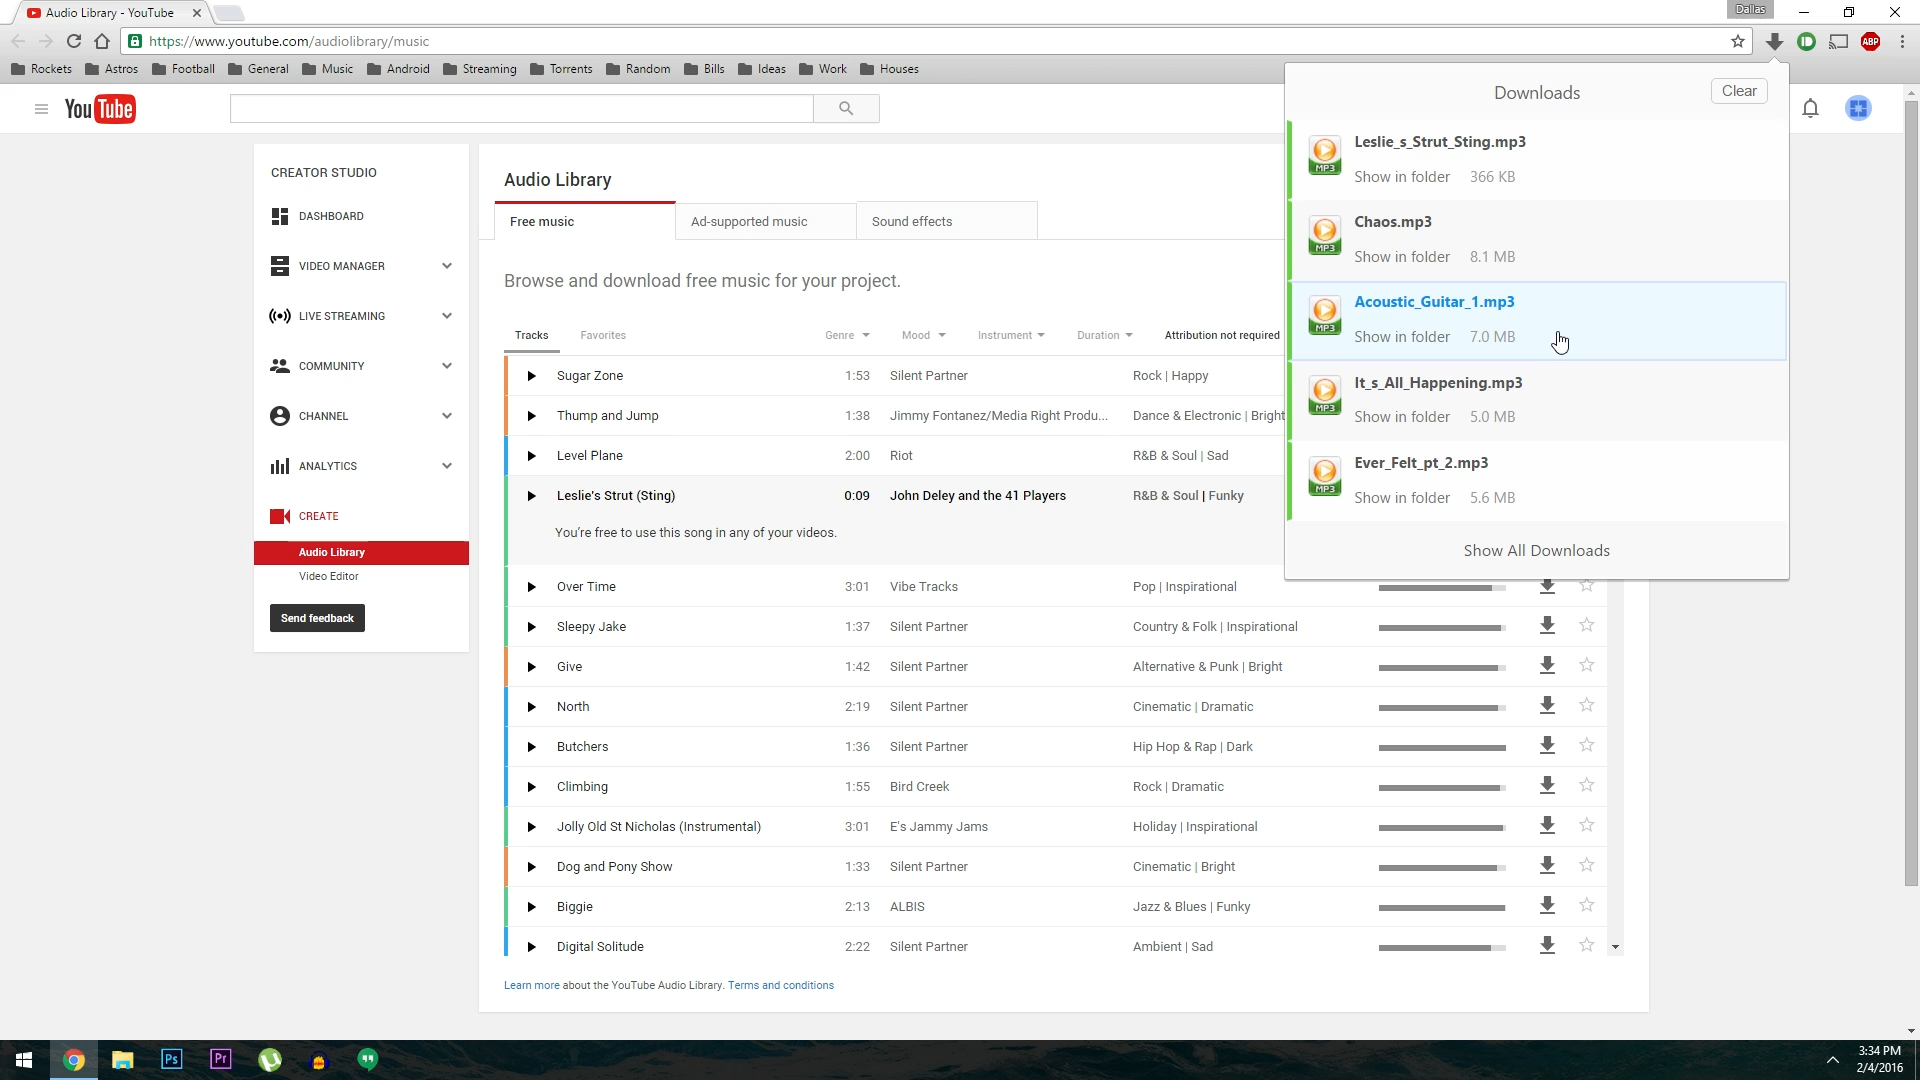 Audio Library - YouTube
Dallas
https://www.youtube.com/audiolibrary/music
ABP
Rockets Astros Football General Music Android Streaming Torrents Random Bills Ideas Work Houses
YouTube
Downloads Clear
Leslie_s_Strut_Sting.mp3
MP3
Show in folder 366 KB
Chaos.mp3
MP3
Show in folder 8.1 MB
Acoustic_Guitar_1.mp3
MP3
Show in folder 7.0 MB
It_s_All_Happening.mp3
MP3
Show in folder 5.0 MB
Ever_Felt_pt_2.mp3
MP3
Show in folder 5.6 MB
Show All Downloads
CREATOR STUDIO
DASHBOARD
VIDEO MANAGER
LIVE STREAMING
COMMUNITY
CHANNEL
ANALYTICS
CREATE
Audio Library
Video Editor
Send feedback
Audio Library
Free music Ad-supported music Sound effects
Browse and download free music for your project.
Tracks Favorites Genre Mood Instrument Duration Attribution not required
Sugar Zone 1:53 Silent Partner Rock | Happy
Thump and Jump 1:38 Jimmy Fontanez/Media Right Produ... Dance & Electronic | Bright
Level Plane 2:00 Riot R&B & Soul | Sad
Leslie's Strut (Sting) 0:09 John Deley and the 41 Players R&B & Soul | Funky
You're free to use this song in any of your videos.
Over Time 3:01 Vibe Tracks Pop | Inspirational
Sleepy Jake 1:37 Silent Partner Country & Folk | Inspirational
Give 1:42 Silent Partner Alternative & Punk | Bright
North 2:19 Silent Partner Cinematic | Dramatic
Butchers 1:36 Silent Partner Hip Hop & Rap | Dark
Climbing 1:55 Bird Creek Rock | Dramatic
Jolly Old St Nicholas (Instrumental) 3:01 E's Jammy Jams Holiday | Inspirational
Dog and Pony Show 1:33 Silent Partner Cinematic | Bright
Biggie 2:13 ALBIS Jazz & Blues | Funky
Digital Solitude 2:22 Silent Partner Ambient | Sad
Learn more about the YouTube Audio Library. Terms and conditions
Ps Pr
3:34 PM
2/4/2016